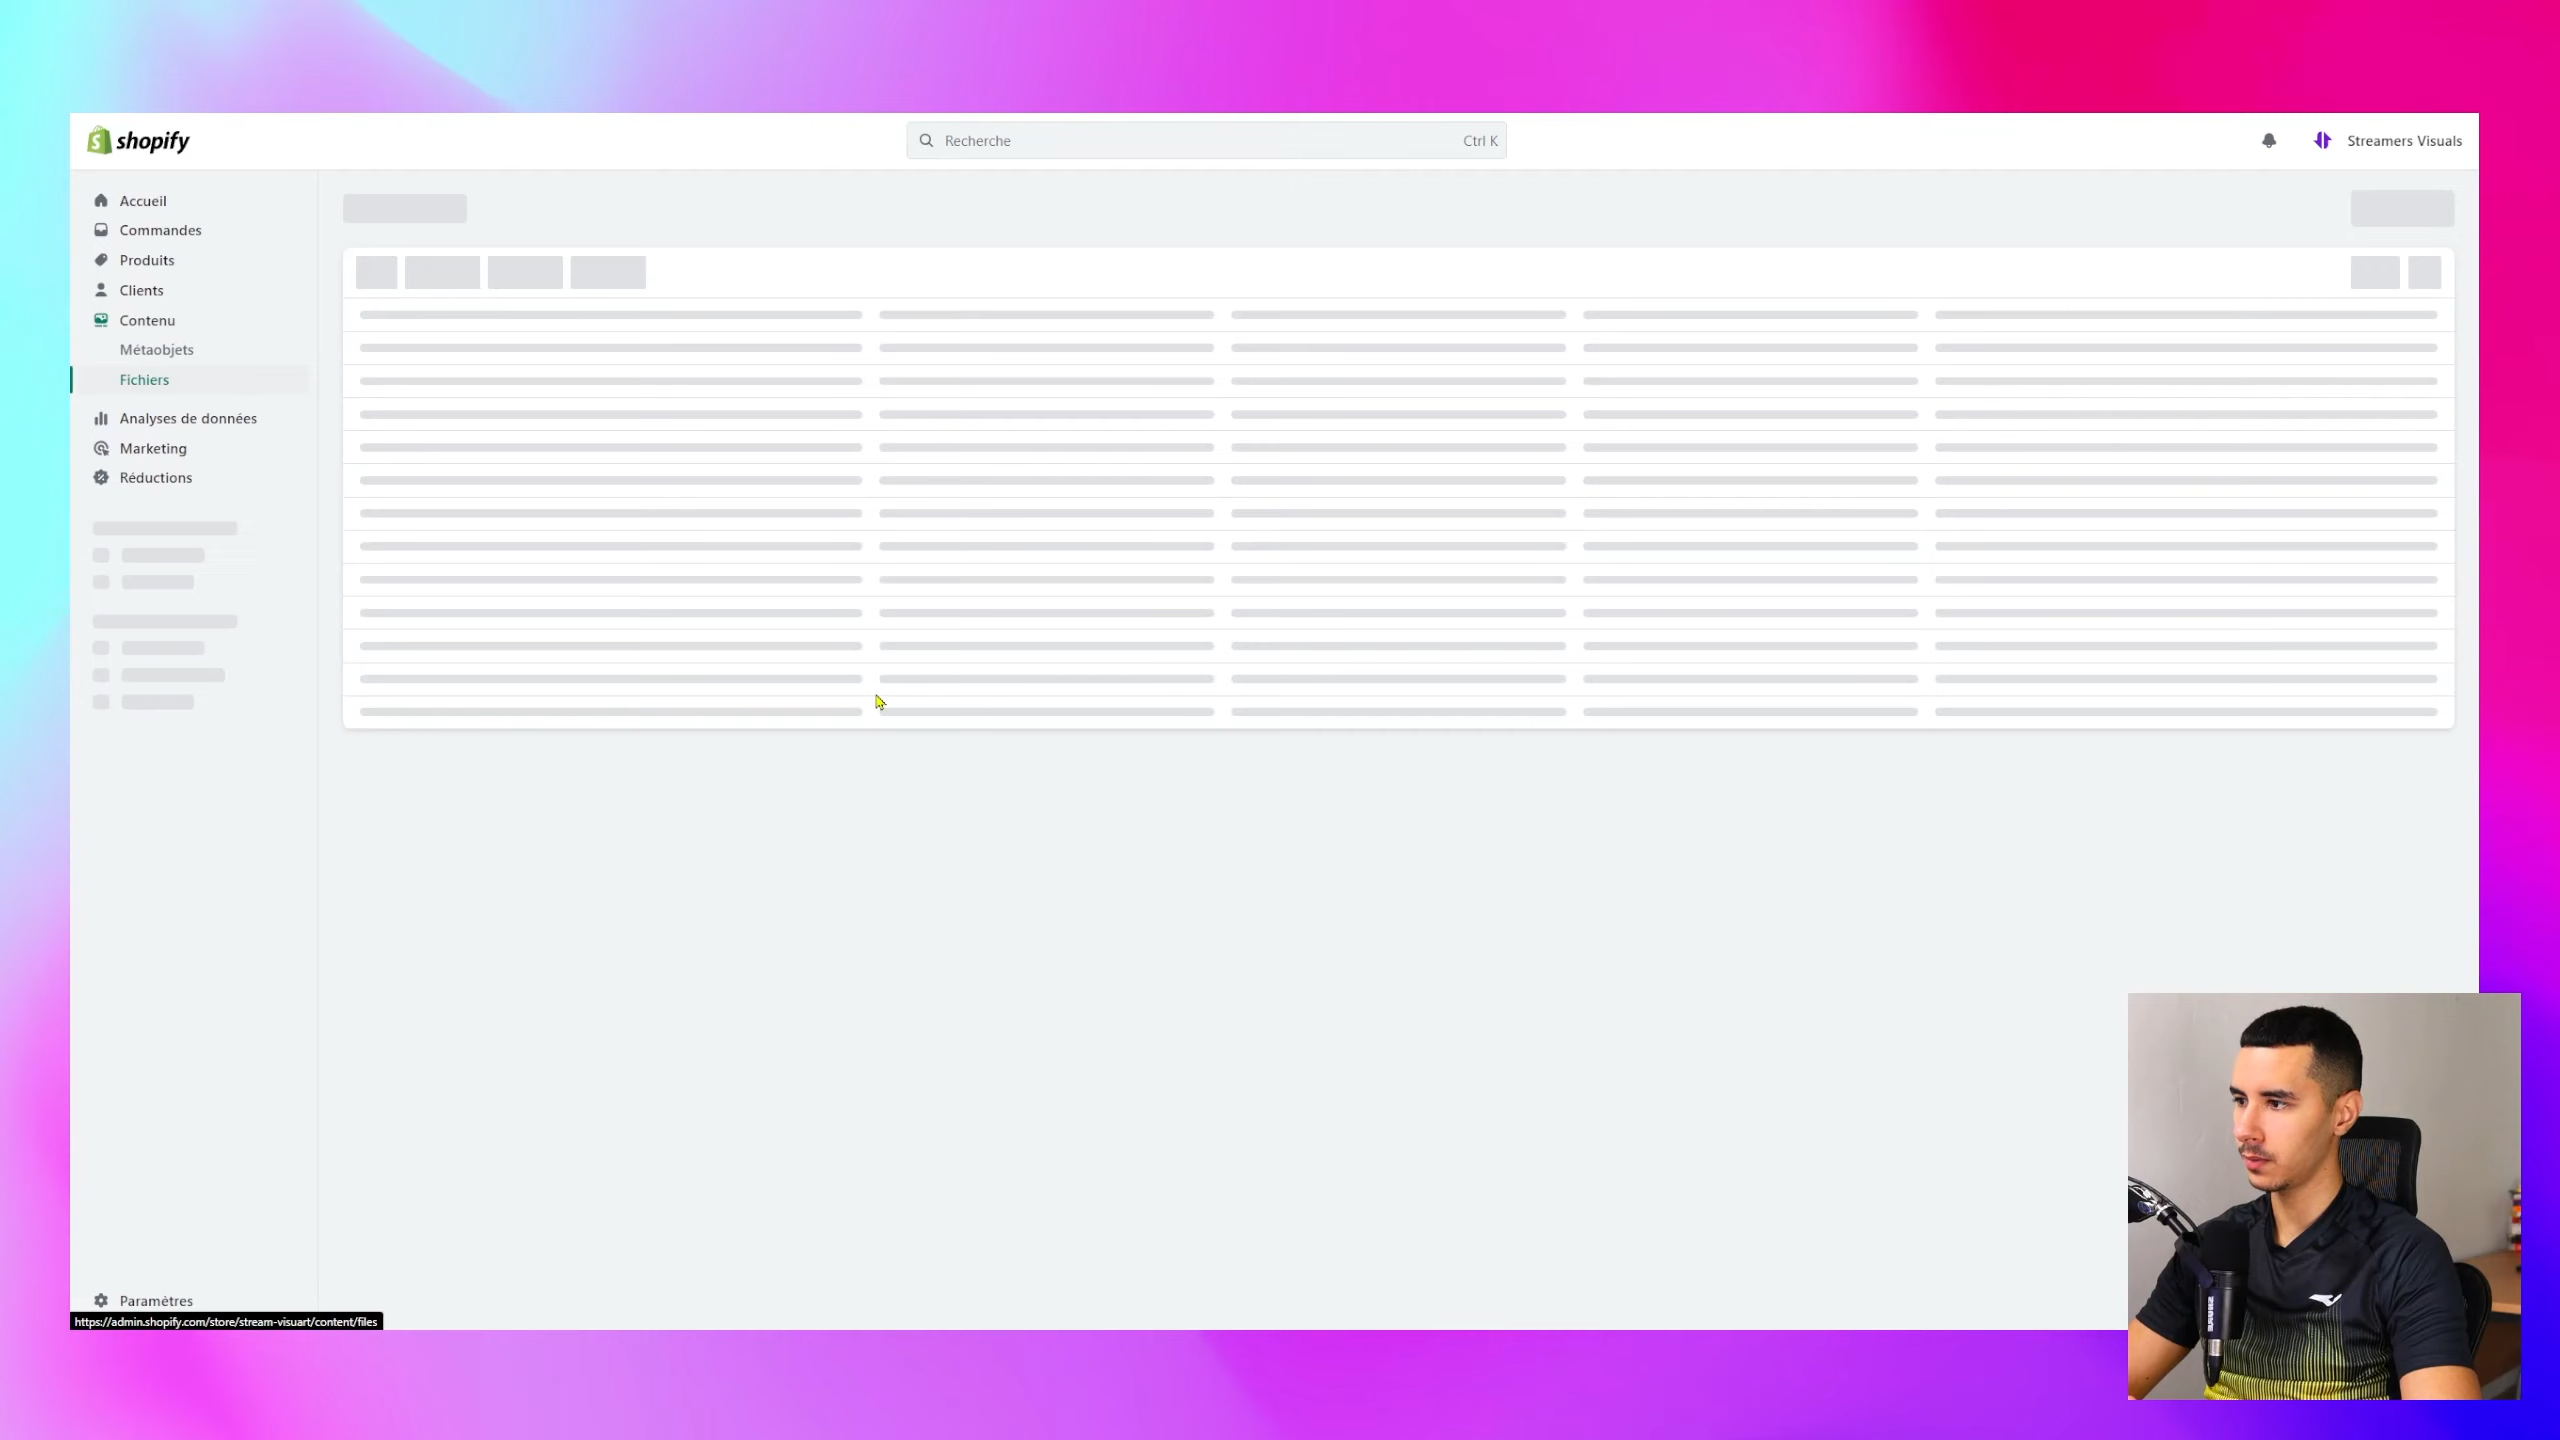 shopify
Recherche
Ctrl K
Streamers Visuals
Accueil
Commandes
Produits
Clients
Contenu
Métaobjets
Fichiers
Analyses de données
Marketing
Réductions
Paramètres
https://admin.shopify.com/store/stream-visuart/content/files